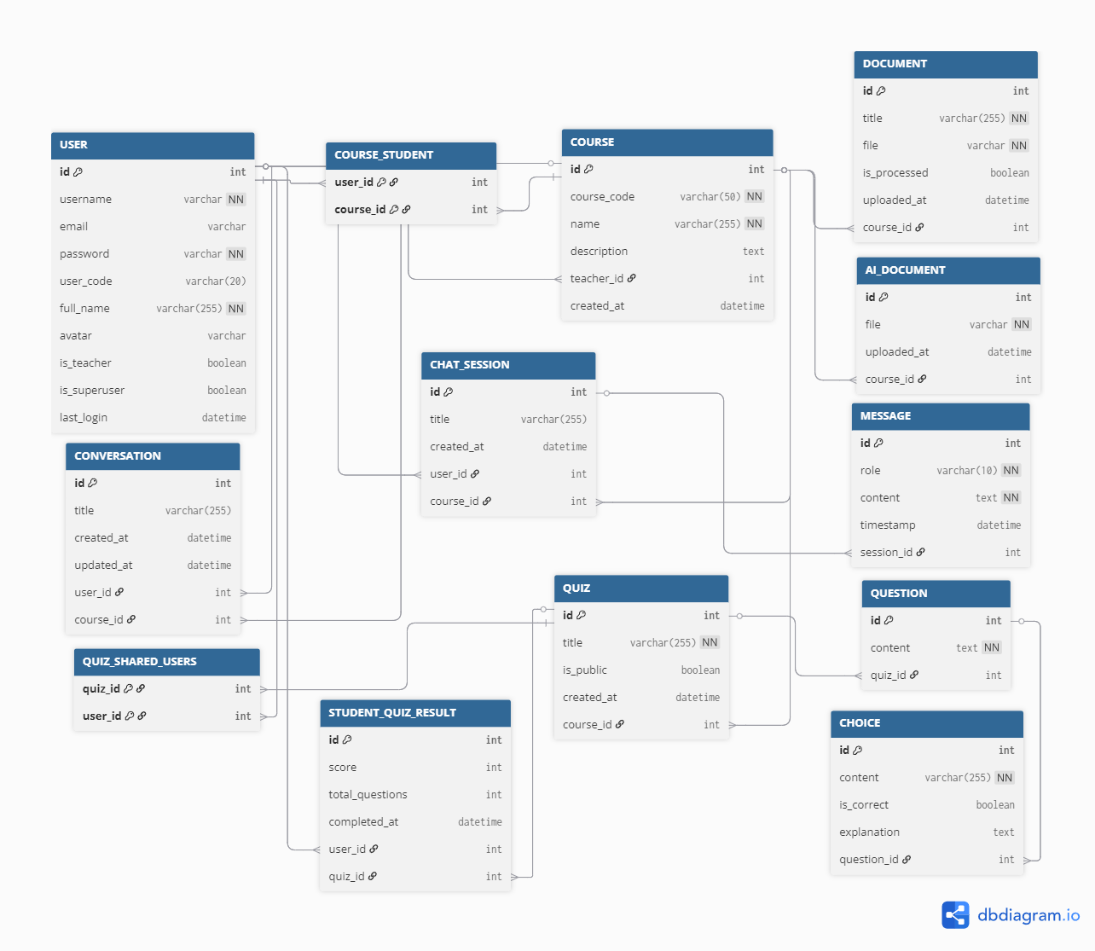 USER
id int
username varchar NN
email varchar
password varchar NN
user_code varchar(20)
full_name varchar(255) NN
avatar varchar
is_teacher boolean
is_superuser boolean
last_login datetime
COURSE_STUDENT
user_id int
course_id int
COURSE
id int
course_code varchar(50) NN
name varchar(255) NN
description text
teacher_id int
created_at datetime
DOCUMENT
id int
title varchar(255) NN
file varchar NN
is_processed boolean
uploaded_at datetime
course_id int
AI_DOCUMENT
id int
file varchar NN
uploaded_at datetime
course_id int
CHAT_SESSION
id int
title varchar(255)
created_at datetime
user_id int
course_id int
MESSAGE
id int
role varchar(10) NN
content text NN
timestamp datetime
session_id int
CONVERSATION
id int
title varchar(255)
created_at datetime
updated_at datetime
user_id int
course_id int
QUIZ
id int
title varchar(255) NN
is_public boolean
created_at datetime
course_id int
QUESTION
id int
content text NN
quiz_id int
QUIZ_SHARED_USERS
quiz_id int
user_id int
STUDENT_QUIZ_RESULT
id int
score int
total_questions int
completed_at datetime
user_id int
quiz_id int
CHOICE
id int
content varchar(255) NN
is_correct boolean
explanation text
question_id int
dbdiagram.io